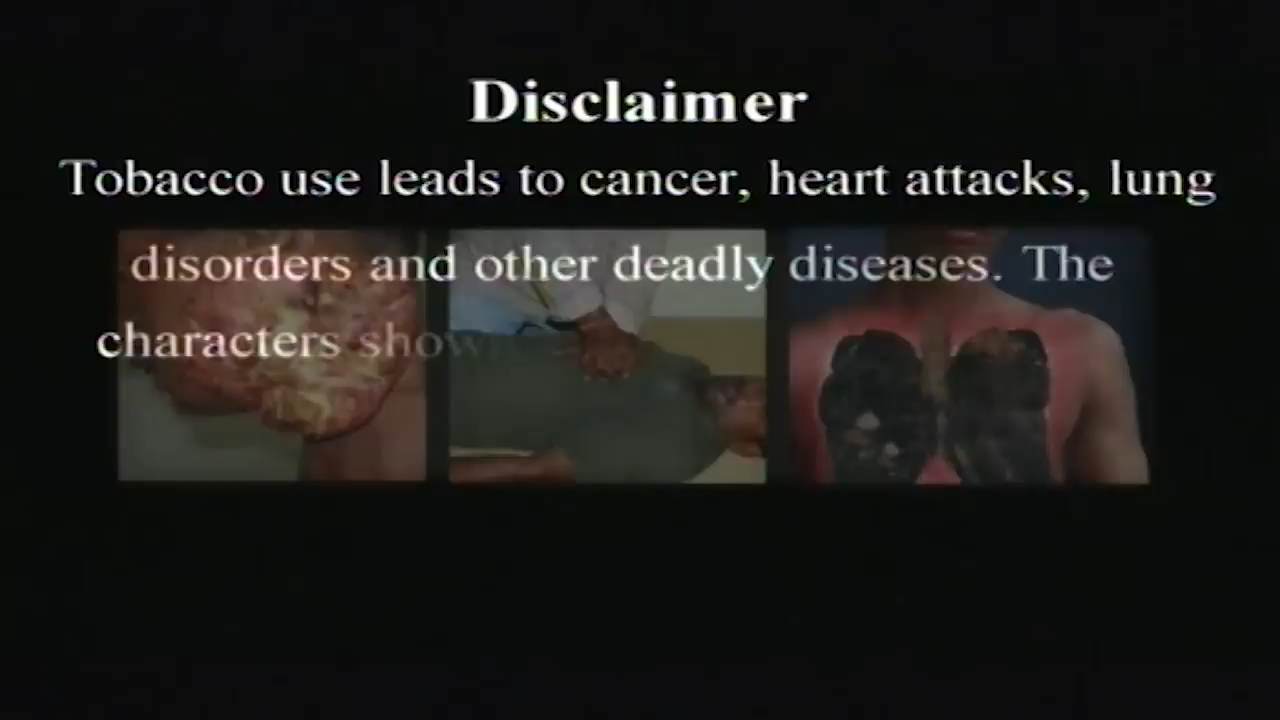 Disclaimer
Tobacco use leads to cancer, heart attacks, lung
disorders and other deadly diseases. The
characters show